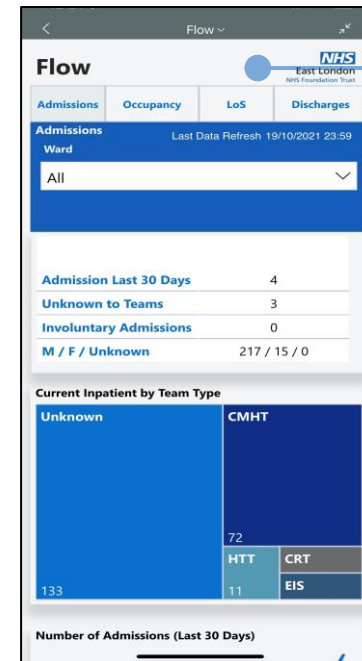 Flow
Flow
NHS
East London
NHS Foundation Trust
Admissions Occupancy LoS Discharges
Admissions
Last Data Refresh 19/10/2021 23:59
Ward
All
Admission Last 30 Days 4
Unknown to Teams 3
Involuntary Admissions 0
M / F / Unknown 217 / 15 / 0
Current Inpatient by Team Type
Unknown CMHT
72
HTT CRT
133 11 EIS
Number of Admissions (Last 30 Days)